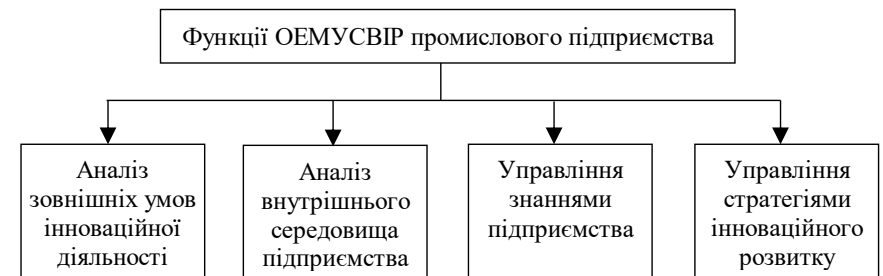 Функції ОЕМУСВІР промислового підприємства
Аналіз
зовнішніх умов
інноваційної
діяльності
Аналіз
внутрішнього
середовища
підприємства
Управління
знаннями
підприємства
Управління
стратегіями
інноваційного
розвитку